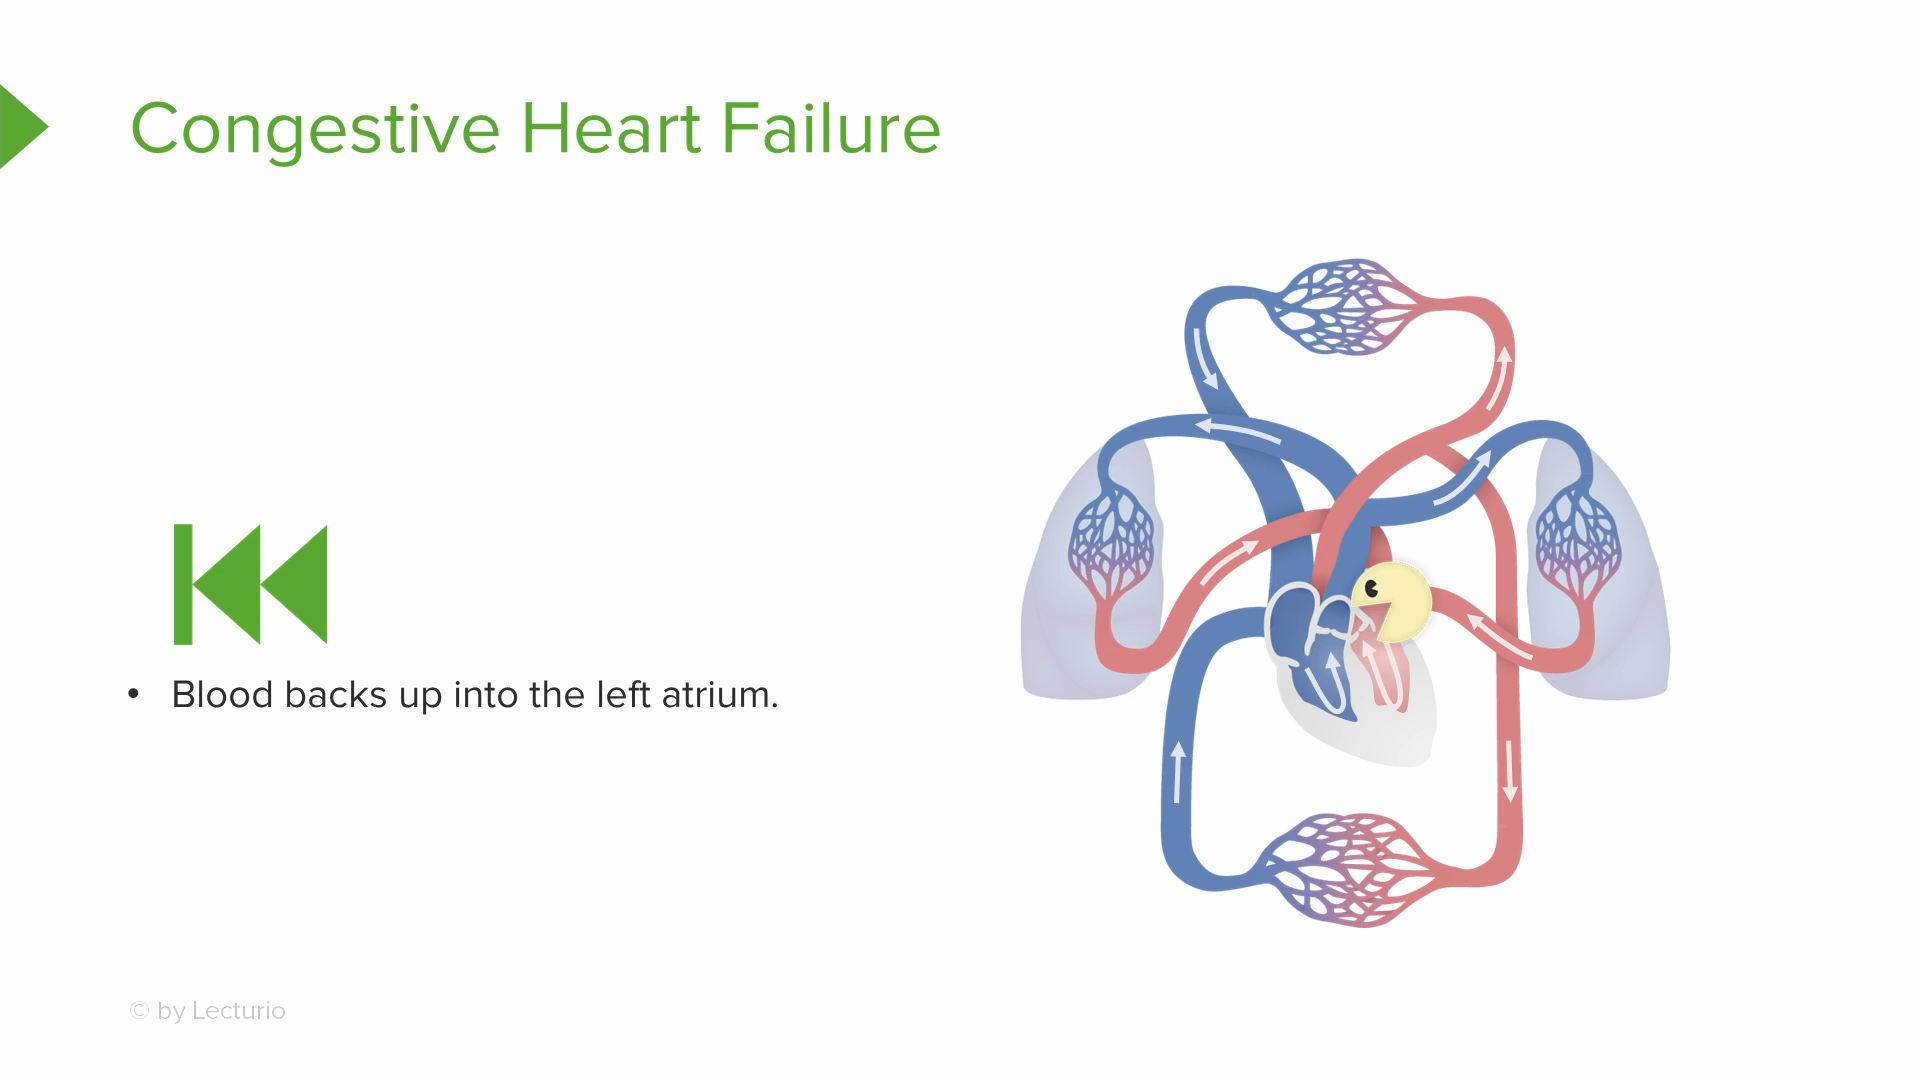 Congestive Heart Failure
• Blood backs up into the left atrium.
© by Lecturio